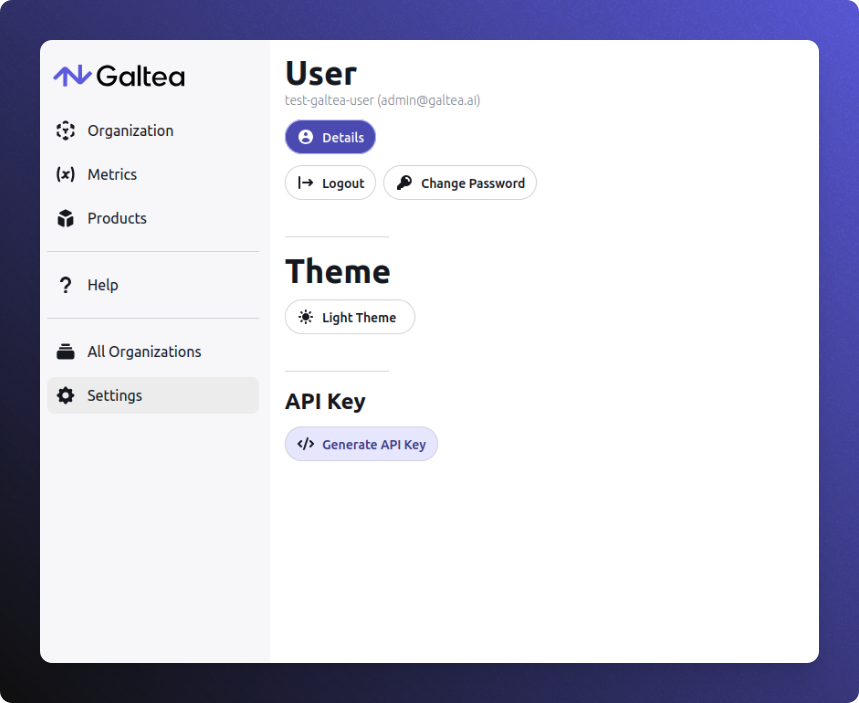 Galtea
Organization
(x) Metrics
Products
? Help
All Organizations
Settings
User
test-galtea-user (admin@galtea.ai)
Details
Logout
Change Password
Theme
Light Theme
API Key
</> Generate API Key